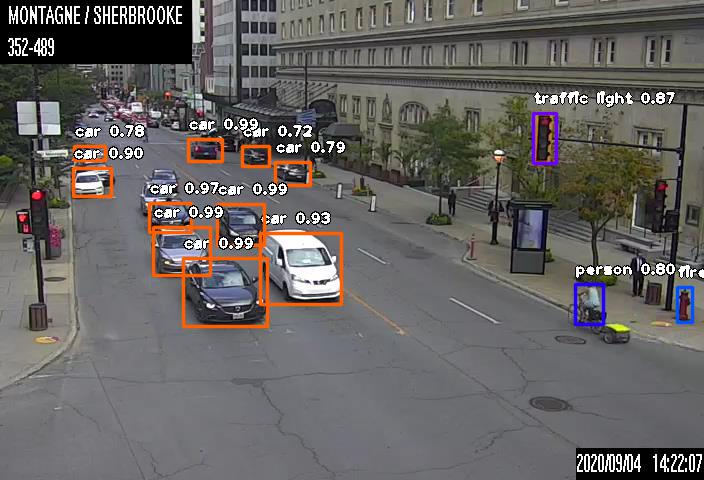 MONTAGNE / SHERBROOKE
352-489
traffic light 0.87
car 0.99
car 0.78
car 0.72
car 0.79
car 0.90
car 0.97
car 0.99
car 0.99
car 0.93
car 0.99
person 0.80
fire
2020/09/04 14:22:07